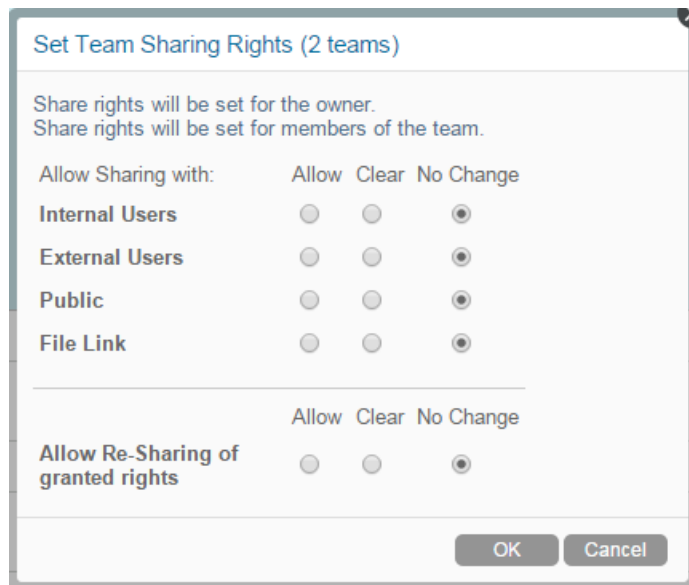 Set Team Sharing Rights (2 teams)
Share rights will be set for the owner.
Share rights will be set for members of the team.
Allow Sharing with: Allow Clear No Change
Internal Users
External Users
Public
File Link
Allow Clear No Change
Allow Re-Sharing of
granted rights
OK Cancel